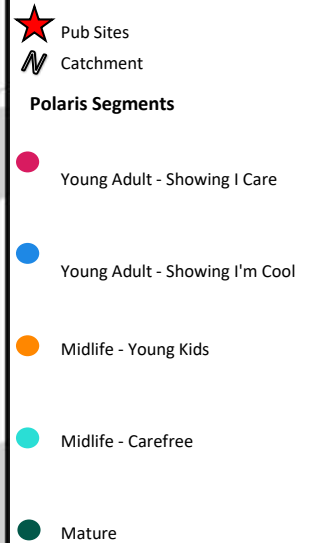 Pub Sites
Catchment
Polaris Segments
Young Adult - Showing I Care
Young Adult - Showing I'm Cool
Midlife - Young Kids
Midlife - Carefree
Mature